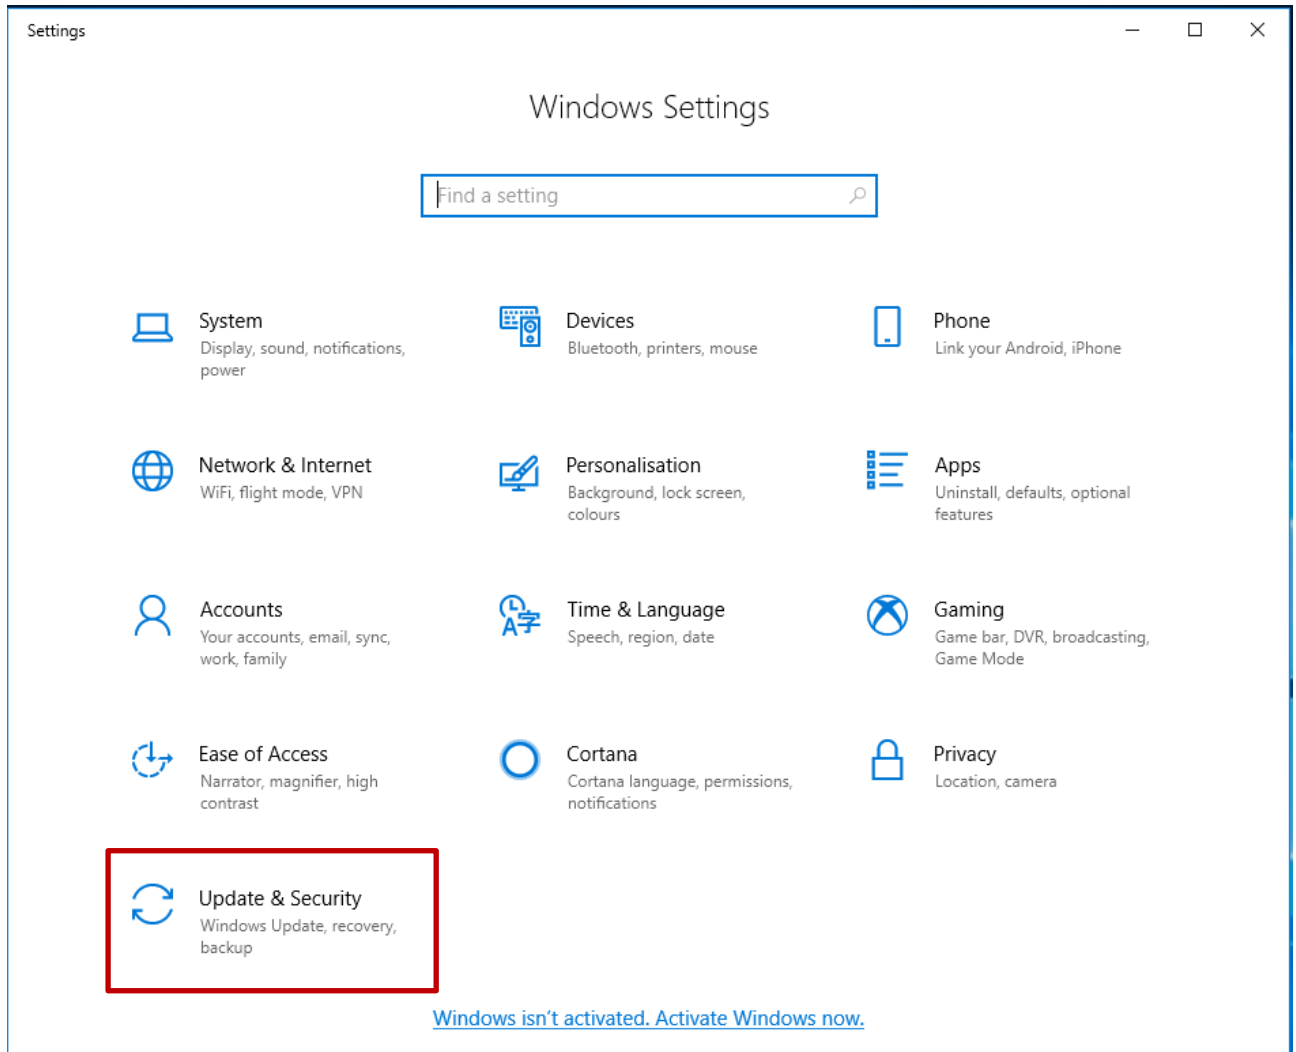 Settings
Windows Settings
Find a setting
System
Display, sound, notifications,
power
Devices
Bluetooth, printers, mouse
Phone
Link your Android, iPhone
Network & Internet
WiFi, flight mode, VPN
Personalisation
Background, lock screen,
colours
Apps
Uninstall, defaults, optional
features
Accounts
Your accounts, email, sync,
work, family
Time & Language
Speech, region, date
Gaming
Game bar, DVR, broadcasting,
Game Mode
Ease of Access
Narrator, magnifier, high
contrast
Cortana
Cortana language, permissions,
notifications
Privacy
Location, camera
Update & Security
Windows Update, recovery,
backup
Windows isn't activated. Activate Windows now.